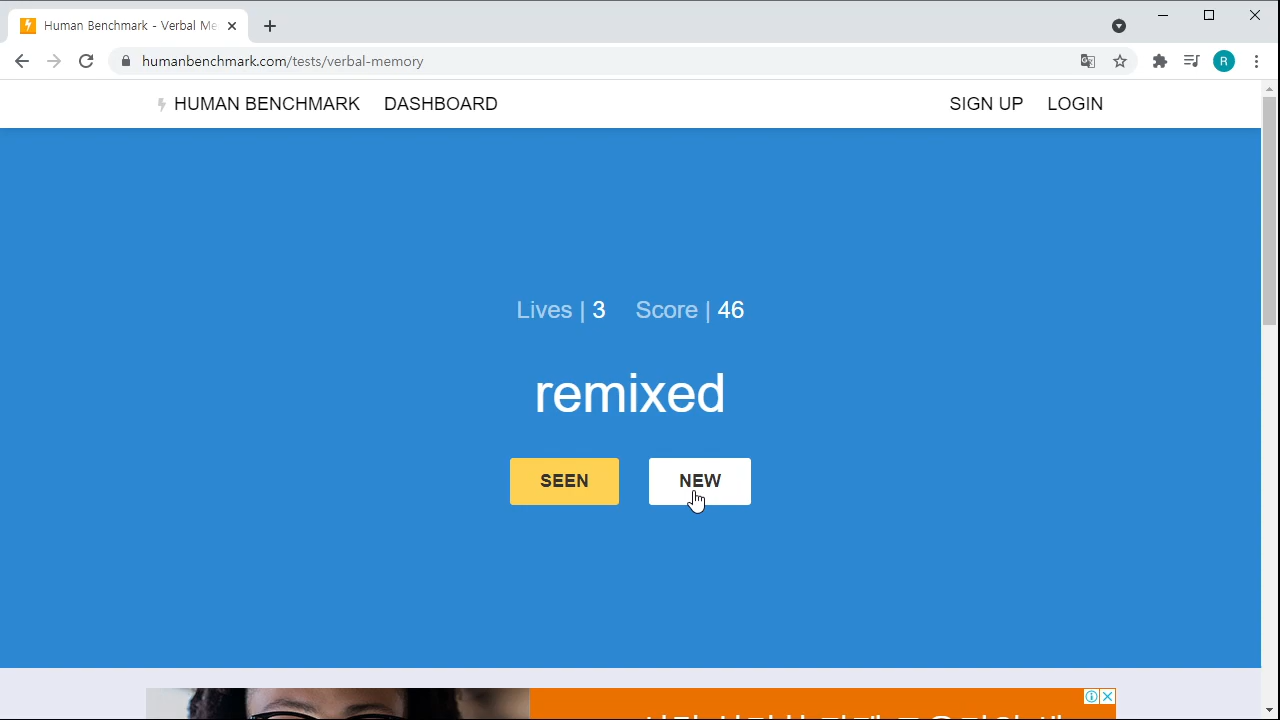 Human Benchmark - Verbal Me
humanbenchmark.com/tests/verbal-memory
R
HUMAN BENCHMARK DASHBOARD SIGN UP LOGIN
Lives | 3 Score | 46
remixed
SEEN NEW